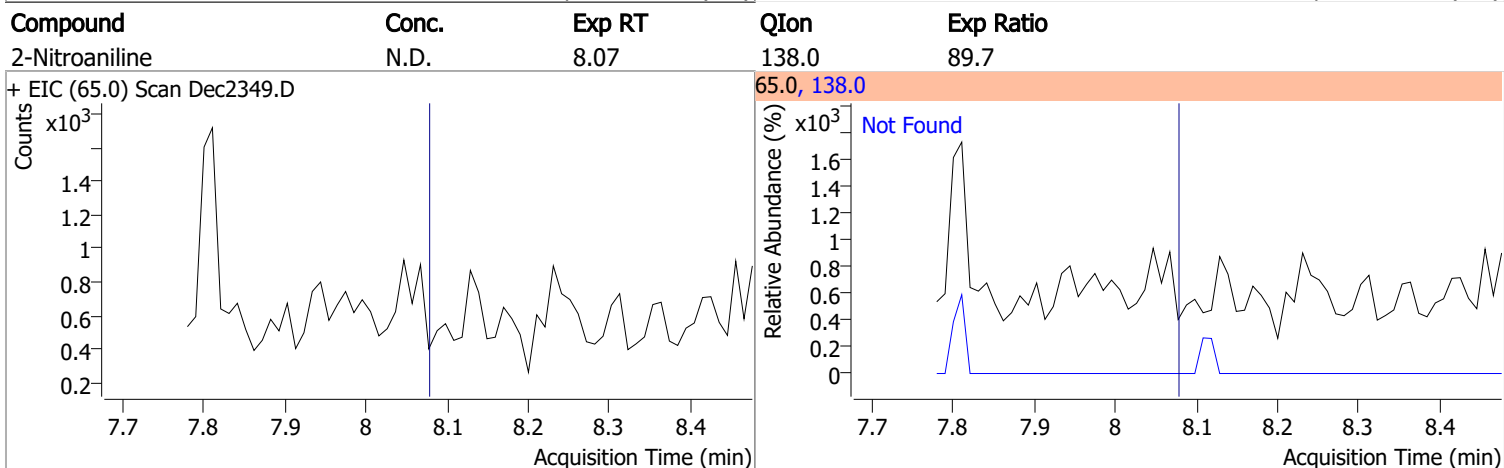 Compound Conc. Exp RT QIon Exp Ratio
2-Nitroaniline N.D. 8.07 138.0 89.7
+ EIC (65.0) Scan Dec2349.D
Counts
x10³
1.4
1.2
1
0.8
0.6
0.4
0.2
7.7 7.8 7.9 8 8.1 8.2 8.3 8.4
Acquisition Time (min)
65.0, 138.0
Relative Abundance (%)
x10³
Not Found
1.6
1.4
1.2
1
0.8
0.6
0.4
0.2
0
7.7 7.8 7.9 8 8.1 8.2 8.3 8.4
Acquisition Time (min)